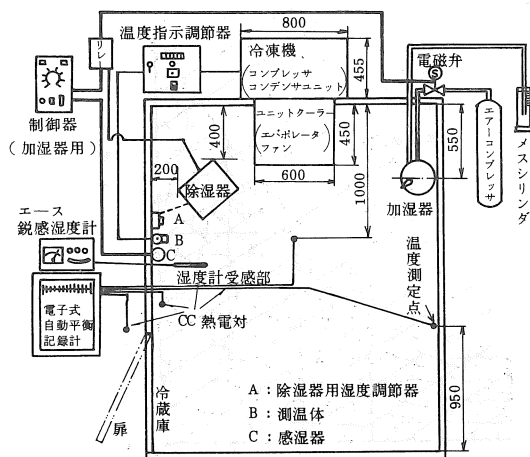 800
リレー
温度指示調節器
冷凍機
(コンプレッサ
コンデンサユニット)
455
電磁弁
S
制御器
(加湿器用)
400
ユニットクーラー
(エバポレータ
ファン)
450
600
1000
550
エアーコンプレッサ
メスシリンダ
200
除湿器
加湿器
A
B
C
エース
鋭感湿度計
湿度計受感部
温度測定点
電子式
自動平衡
記録計
CC熱電対
950
冷蔵庫
扉
A:除湿器用湿度調節器
B:測温体
C:感湿器